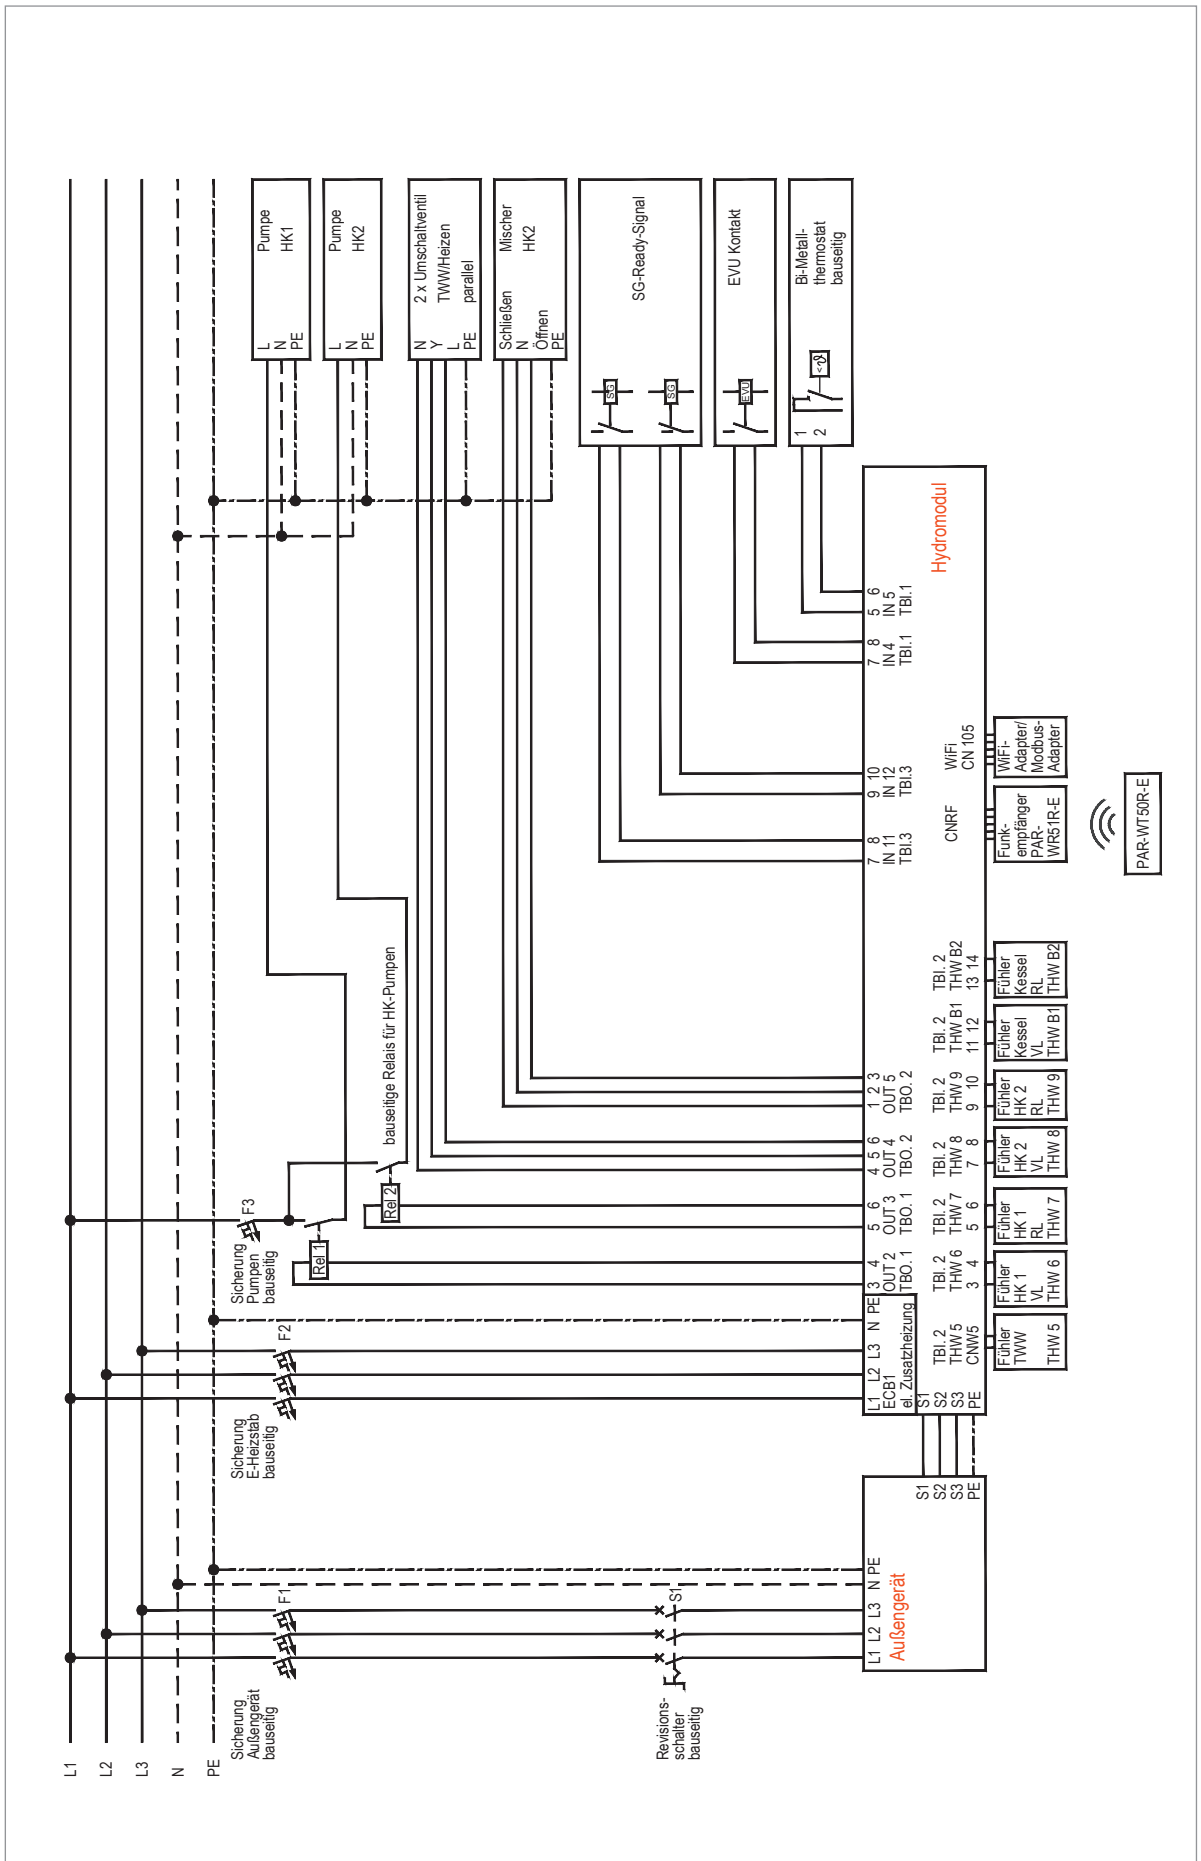 L1
L2
L3
N
PE
Sicherung
Außengerät
bauseitig
F1
Revisions-
schalter
bauseitig
S1
L1 L2 L3 N PE
Außengerät
S1
S2
S3
PE
Sicherung
E-Heizstab
bauseitig
F2
L1 L2 L3 N PE
ECB1
el. Zusatzheizung
S1
S2
S3
PE
Sicherung
Pumpen
bauseitig
F3
Rel 1
Rel 2
bauseitige Relais für HK-Pumpen
Pumpe
HK1
L
N
PE
Pumpe
HK2
L
N
PE
2 x Umschaltventil
TWW/Heizen
parallel
N
Y
L
PE
Mischer
HK2
Schließen
N
Öffnen
PE
SG-Ready-Signal
SG
SG
EVU Kontakt
EVU
Bi-Metall-
thermostat
bauseitig
1
2
<ϑ
Hydromodul
3 4
OUT 2
TBO. 1
5 6
OUT 3
TBO. 1
4 5 6
OUT 4
TBO. 2
1 2 3
OUT 5
TBO. 2
7 8
IN 11
TBI.3
9 10
IN 12
TBI.3
7 8
IN 4
TBI.1
5 6
IN 5
TBI.1
TBI. 2
THW 5
CNW5
TBI. 2
THW 6
3 4
TBI. 2
THW 7
5 6
TBI. 2
THW 8
7 8
TBI. 2
THW 9
9 10
TBI. 2
THW B1
11 12
TBI. 2
THW B2
13 14
CNRF
WiFi
CN 105
Fühler
TWW
THW 5
Fühler
HK 1
VL
THW 6
Fühler
HK 1
RL
THW 7
Fühler
HK 2
VL
THW 8
Fühler
HK 2
RL
THW 9
Fühler
Kessel
VL
THW B1
Fühler
Kessel
RL
THW B2
Funk-
empfänger
PAR-
WR51R-E
WiFi-
Adapter/
Modbus-
Adapter
PAR-WT50R-E